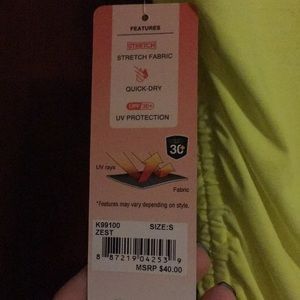 FEATURES
STRETCH
STRETCH FABRIC
QUICK-DRY
UPF 30+
UV PROTECTION
30+
UV rays
Fabric
*Features may vary depending on style.
K99100 SIZE:S
ZEST
8 87219 04253 9
MSRP $40.00